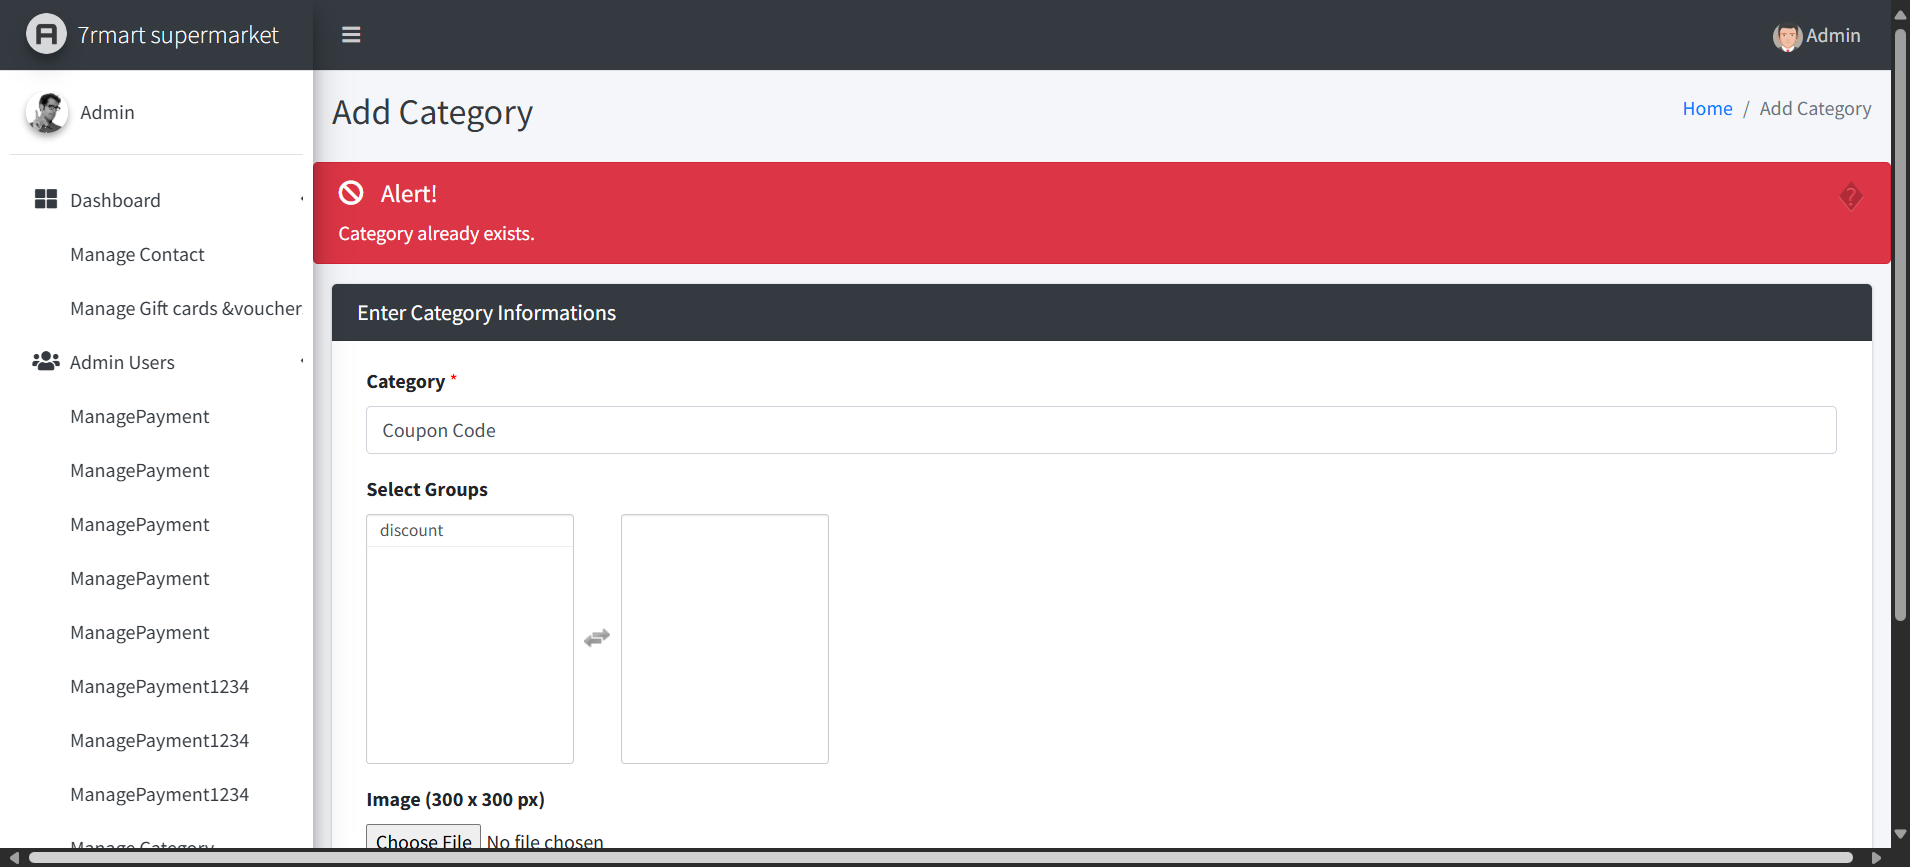 7rmart supermarket
Admin
Admin
Add Category
Home / Add Category
Dashboard
Manage Contact
Manage Gift cards &voucher
Admin Users
ManagePayment
ManagePayment
ManagePayment
ManagePayment
ManagePayment
ManagePayment1234
ManagePayment1234
ManagePayment1234
Manage Category
Alert!
Category already exists.
Enter Category Informations
Category *
Coupon Code
Select Groups
discount
Image (300 x 300 px)
Choose File No file chosen